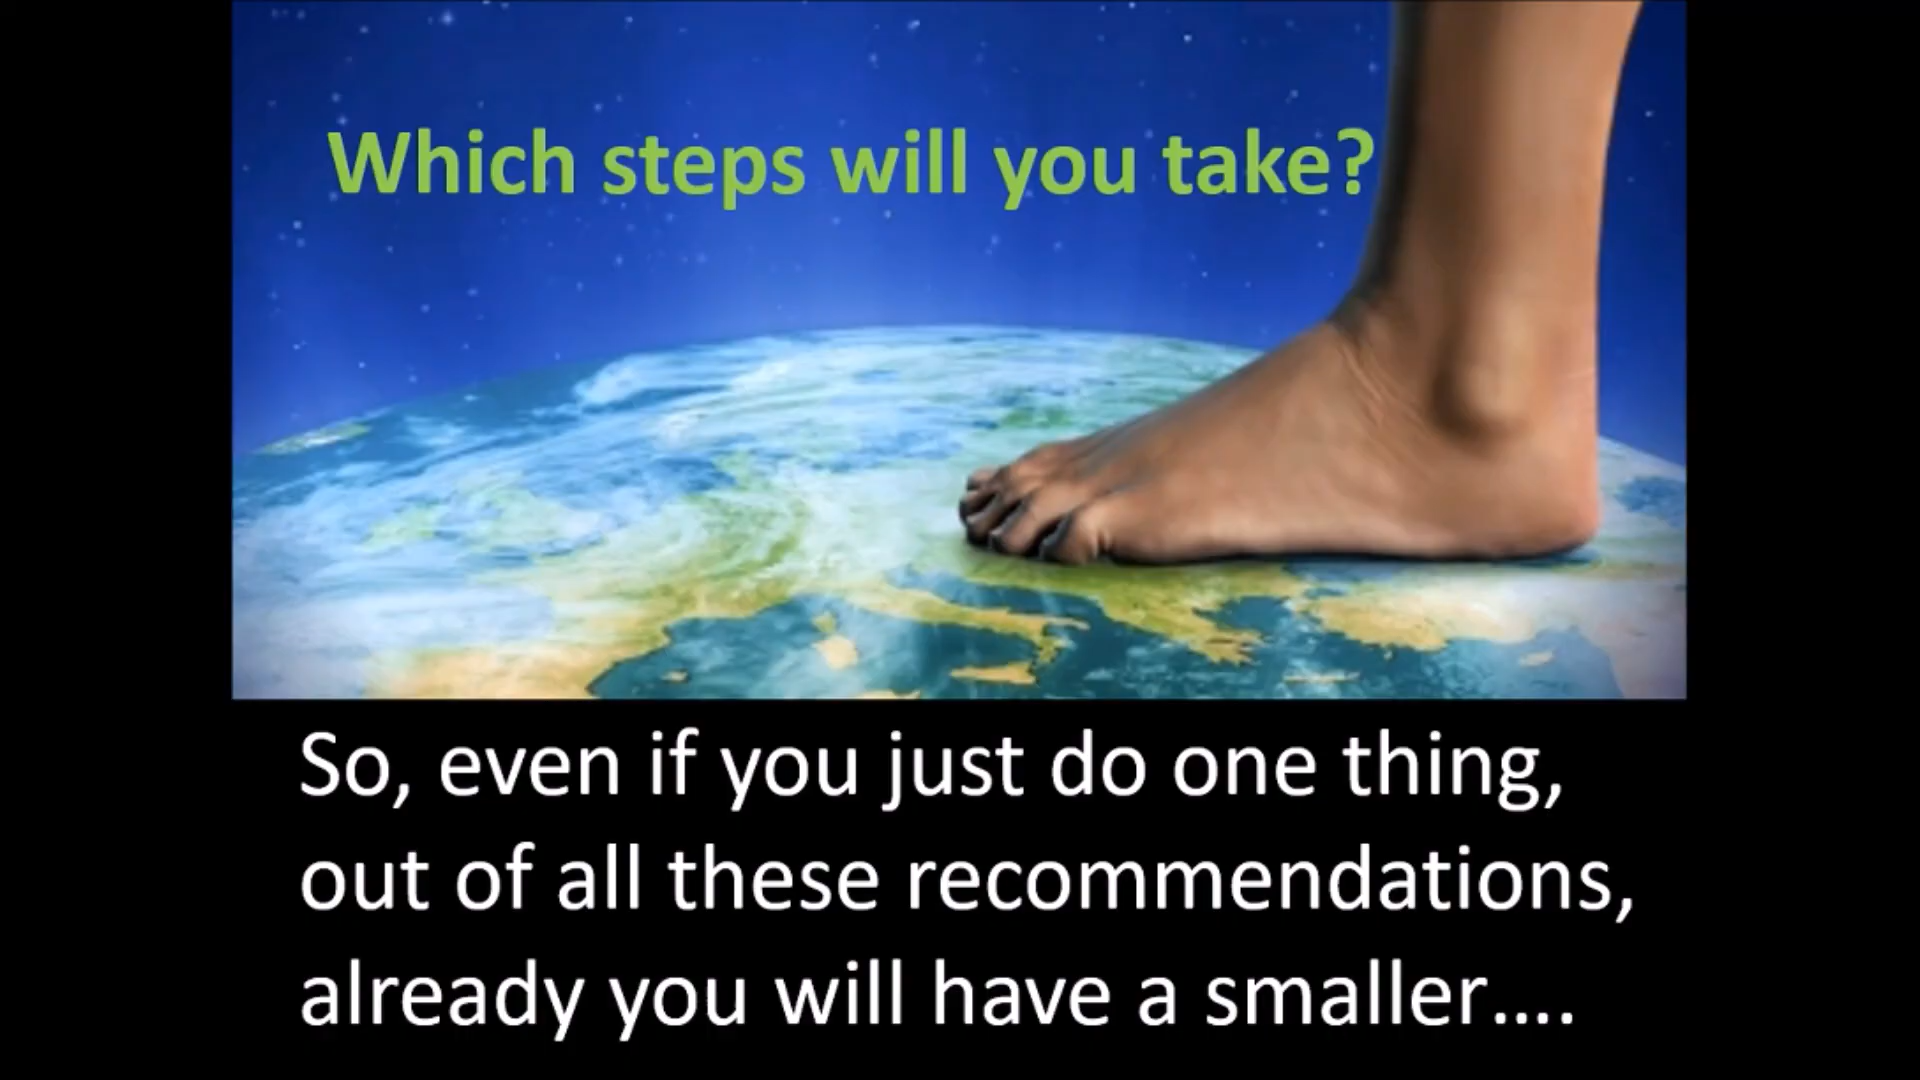 Which steps will you take?
So, even if you just do one thing,
out of all these recommendations,
already you will have a smaller....